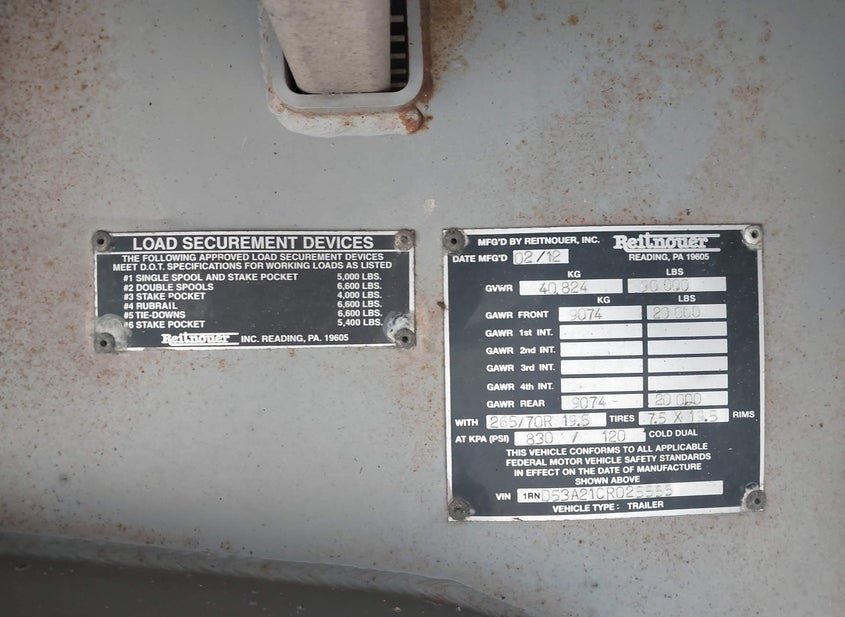 LOAD SECUREMENT DEVICES
THE FOLLOWING APPROVED LOAD SECUREMENT DEVICES
MEET D.O.T. SPECIFICATIONS FOR WORKING LOADS AS LISTED
#1 SINGLE SPOOL AND STAKE POCKET 5,000 LBS.
#2 DOUBLE SPOOLS 6,600 LBS.
#3 STAKE POCKET 4,000 LBS.
#4 RUBRAIL 6,600 LBS.
#5 TIE-DOWNS 6,600 LBS.
#6 STAKE POCKET 5,400 LBS.
Reitnouer INC. READING, PA. 19605
MFG'D BY REITNOUER, INC. Reitnouer
DATE MFG'D 02/12 READING, PA 19605
KG LBS
GVWR 40,824 90 000
KG LBS
GAWR FRONT 9074 20 000
GAWR 1st INT.
GAWR 2nd INT.
GAWR 3rd INT.
GAWR 4th INT.
GAWR REAR 9074 - 20 000
WITH 265/70R 19.5 TIRES 7.5 X 19.5 RIMS
AT KPA (PSI) 830 / 120 COLD DUAL
THIS VEHICLE CONFORMS TO ALL APPLICABLE
FEDERAL MOTOR VEHICLE SAFETY STANDARDS
IN EFFECT ON THE DATE OF MANUFACTURE
SHOWN ABOVE
VIN 1RN
VEHICLE TYPE: TRAILER